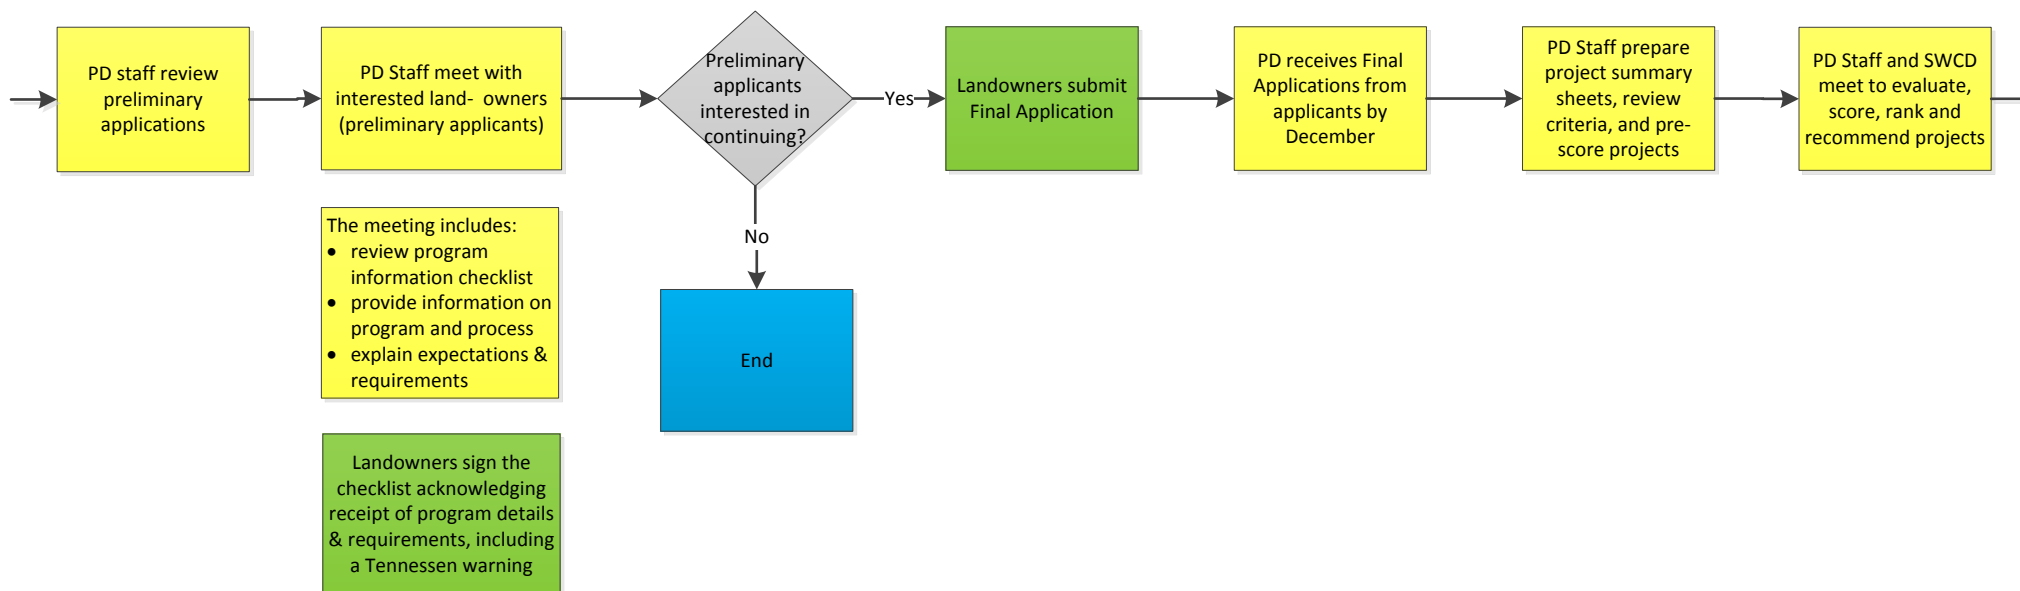 PD staff review
preliminary
applications
PD Staff meet with
interested land- owners
(preliminary applicants)
Preliminary
applicants
interested in
continuing?
Yes
Landowners submit
Final Application
PD receives Final
Applications from
applicants by
December
PD Staff prepare
project summary
sheets, review
criteria, and pre-
score projects
PD Staff and SWCD
meet to evaluate,
score, rank and
recommend projects
The meeting includes:
• review program
information checklist
• provide information on
program and process
• explain expectations &
requirements
No
End
Landowners sign the
checklist acknowledging
receipt of program details
& requirements, including
a Tennessen warning